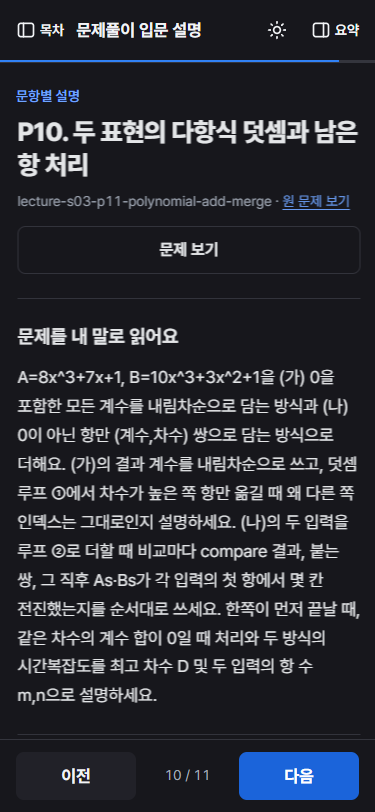 목차 문제풀이 입문 설명 요약
문항별 설명
P10. 두 표현의 다항식 덧셈과 남은
항 처리
lecture-s03-p11-polynomial-add-merge · 원 문제 보기
문제 보기
문제를 내 말로 읽어요
A=8x^3+7x+1, B=10x^3+3x^2+1을 (가) 0을
포함한 모든 계수를 내림차순으로 담는 방식과 (나)
0이 아닌 항만 (계수,차수) 쌍으로 담는 방식으로
더해요. (가)의 결과 계수를 내림차순으로 쓰고, 덧셈
루프 ①에서 차수가 높은 쪽 항만 옮길 때 왜 다른 쪽
인덱스는 그대로인지 설명하세요. (나)의 두 입력을
루프 ②로 더할 때 비교마다 compare 결과, 붙는
쌍, 그 직후 As·Bs가 각 입력의 첫 항에서 몇 칸
전진했는지를 순서대로 쓰세요. 한쪽이 먼저 끝날 때,
같은 차수의 계수 합이 0일 때 처리와 두 방식의
시간복잡도를 최고 차수 D 및 두 입력의 항 수
m,n으로 설명하세요.
이전 10 / 11 다음